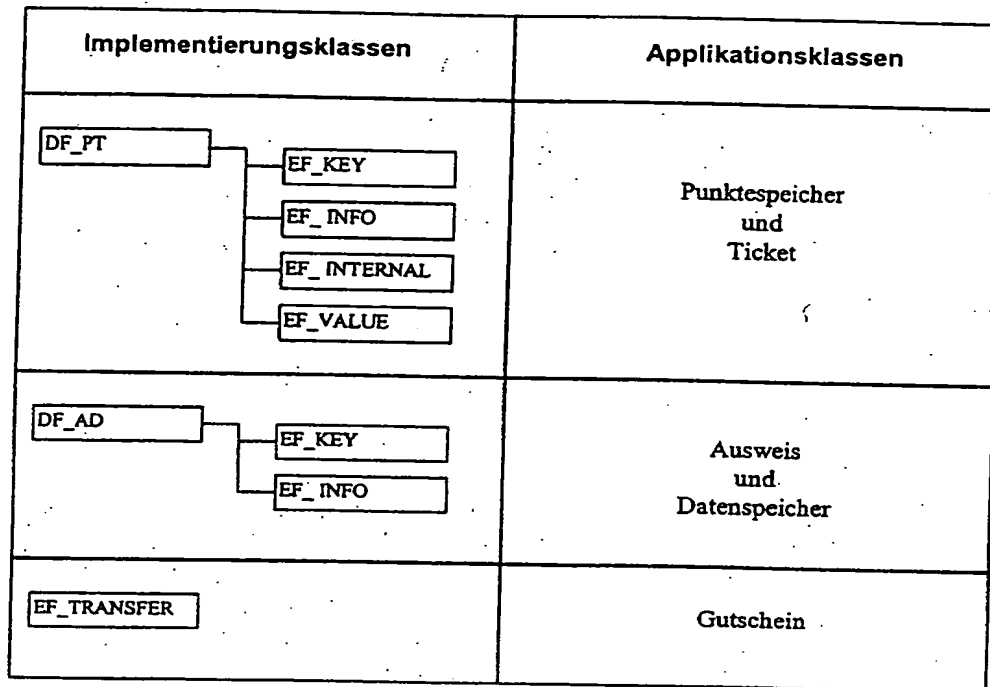 Implementierungsklassen
Applikationsklassen
DF_PT
EF_KEY
EF_ INFO
EF_ INTERNAL
EF_VALUE
Punktespeicher
und
Ticket
DF_AD
EF_KEY
EF_ INFO
Ausweis
und
Datenspeicher
EF_TRANSFER
Gutschein